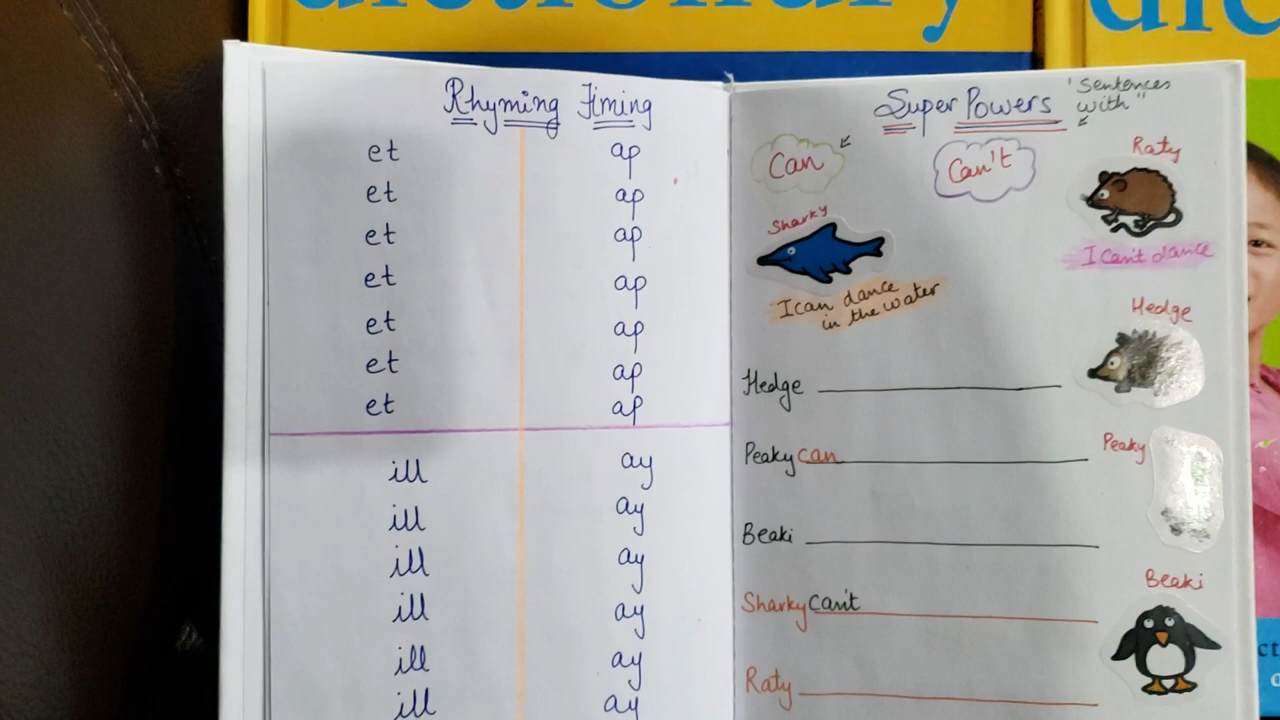 dictionary
dic
Rhyming Timing
et ap
et ap
et ap
et ap
et ap
et ap
et ap
ill ay
ill ay
ill ay
ill ay
ill ay
ill ay
Super Powers
"Sentences
with"
Can
Can't
Raty
I can't dance
Sharky
I can dance
in the water
Hedge
Hedge
Peaky can
Peaky
Beaki
Beaki
Sharky can't
Raty